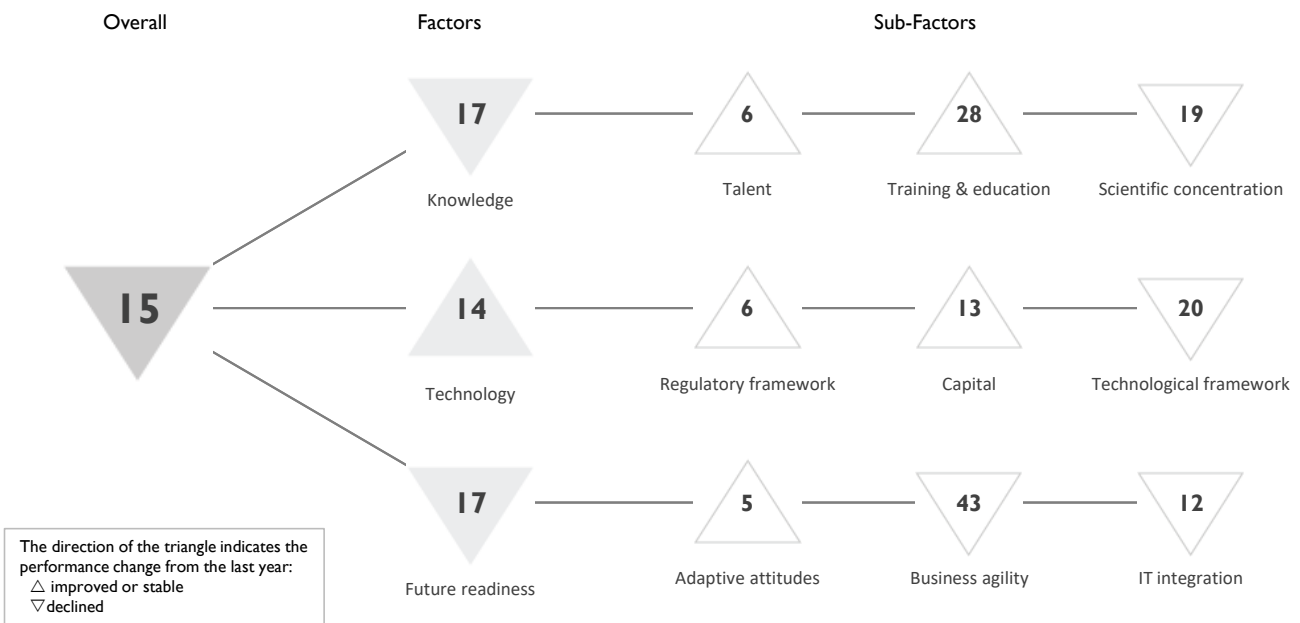 Overall
Factors
Sub-Factors
17
6
28
19
Knowledge
Talent
Training & education
Scientific concentration
15
14
6
13
20
Technology
Regulatory framework
Capital
Technological framework
17
5
43
12
Future readiness
Adaptive attitudes
Business agility
IT integration
The direction of the triangle indicates the
performance change from the last year:
△ improved or stable
▽ declined